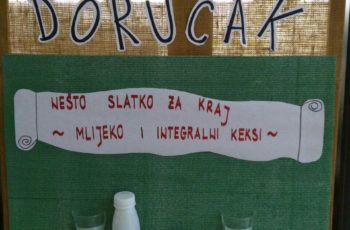 DORUČAK
NEŠTO SLATKO ZA KRAJ
~ MLIJEKO I INTEGRALNI KEKSI ~